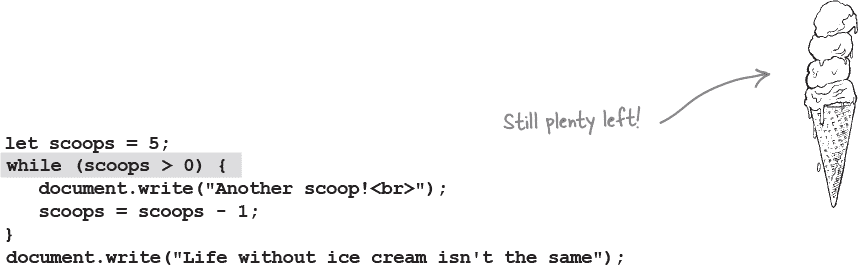 Still plenty left!
let scoops = 5;
while (scoops > 0) {
   document.write("Another scoop!<br>");
   scoops = scoops - 1;
}
document.write("Life without ice cream isn't the same");